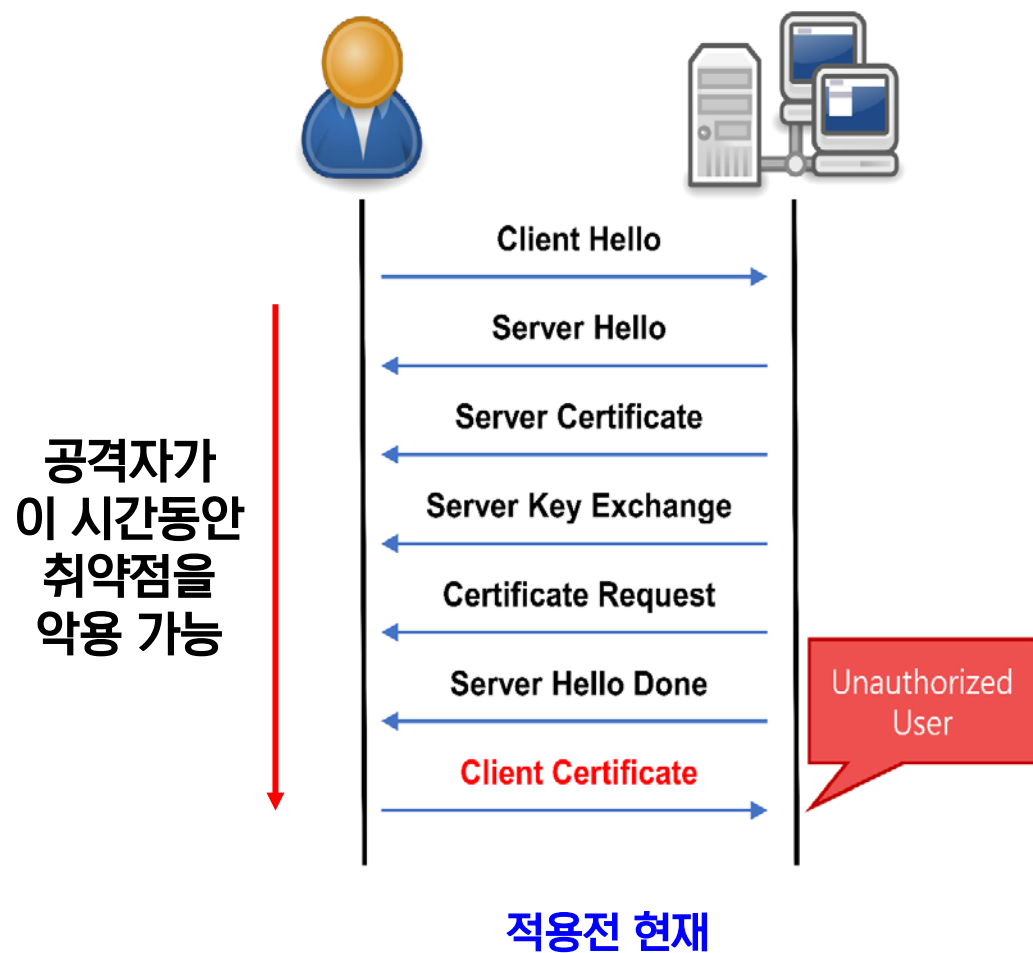 Client Hello
Server Hello
Server Certificate
Server Key Exchange
Certificate Request
Server Hello Done
Client Certificate
공격자가
이 시간동안
취약점을
악용 가능
Unauthorized
User
적용전 현재